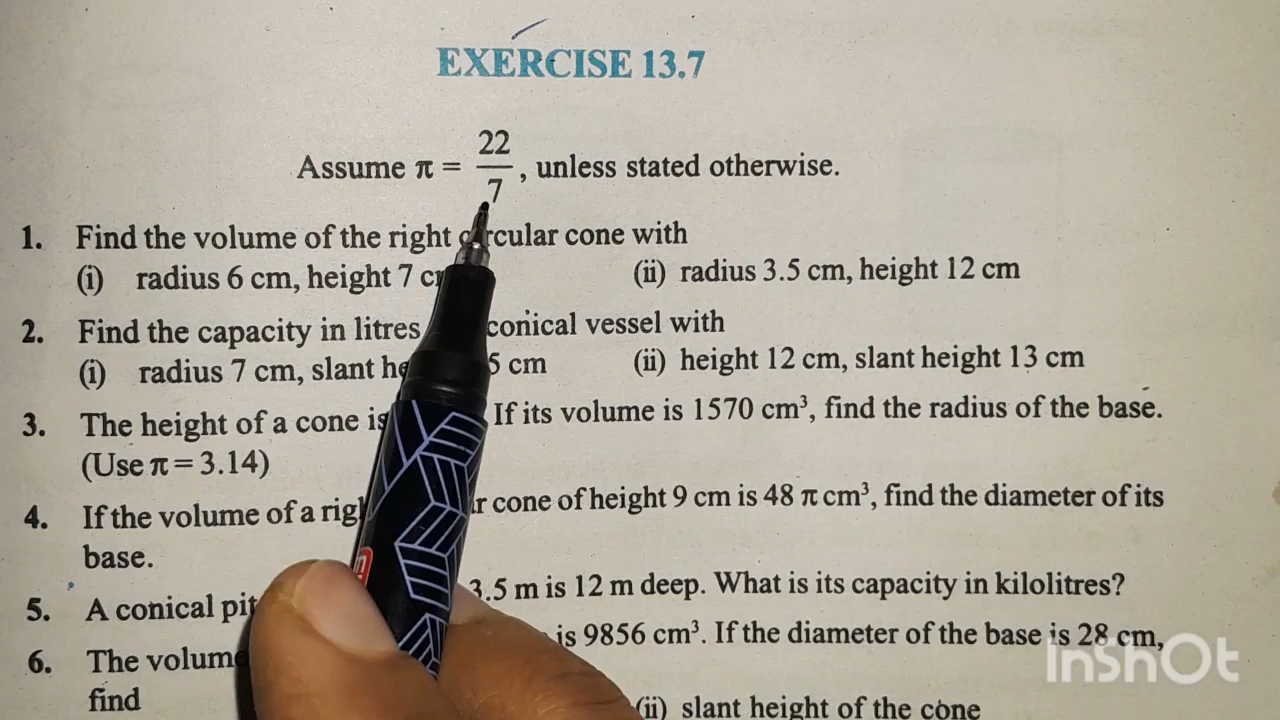 EXERCISE 13.7
Assume π = 22/7, unless stated otherwise.
1. Find the volume of the right circular cone with
(i) radius 6 cm, height 7 (ii) radius 3.5 cm, height 12 cm
2. Find the capacity in litres conical vessel with
(i) radius 7 cm, slant cm (ii) height 12 cm, slant height 13 cm
3. The height of a cone is If its volume is 1570 cm³, find the radius of the base.
(Use π = 3.14)
4. If the volume of a cone of height 9 cm is 48 π cm³, find the diameter of its
base.
5. A conical pit 3.5 m is 12 m deep. What is its capacity in kilolitres?
6. The is 9856 cm³. If the diameter of the base is 28 cm,
find
(ii) slant height of the cone
InShOt